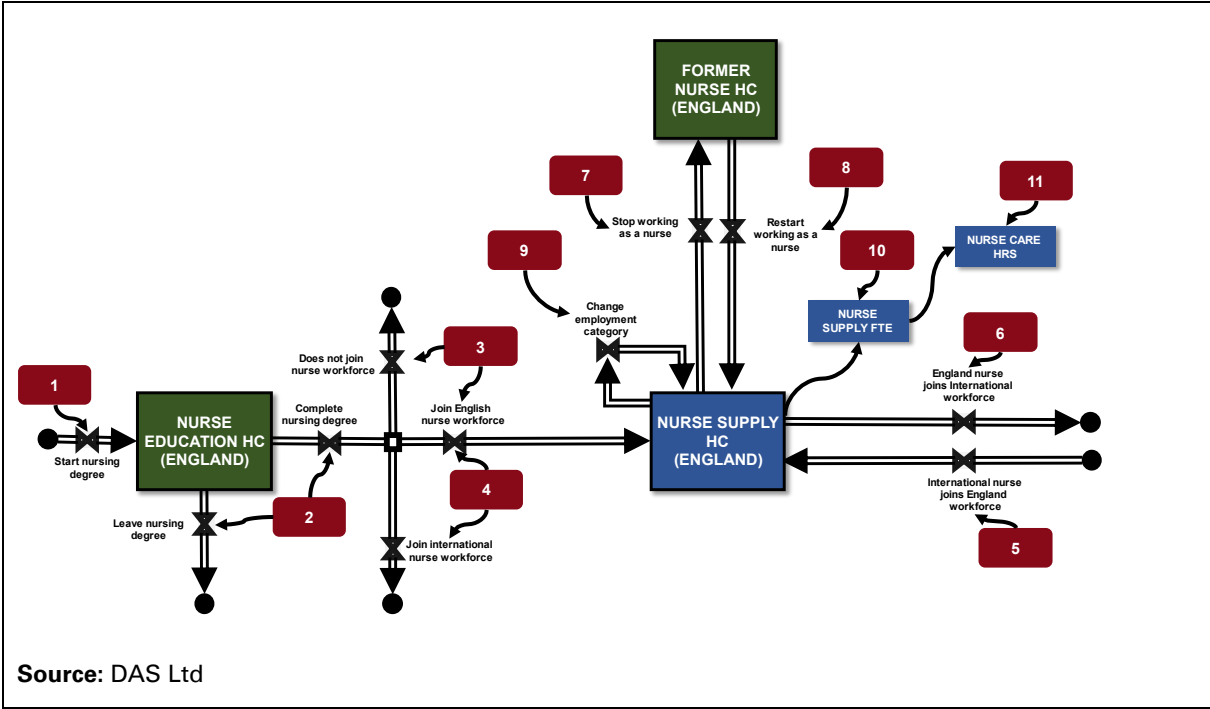 FORMER
NURSE HC
(ENGLAND)
7
8
11
Stop working
as a nurse
Restart
working as a
nurse
NURSE CARE
HRS
9
10
Change
employment
category
NURSE
SUPPLY FTE
6
3
Does not join
nurse workforce
England nurse
joins International
workforce
1
Complete
nursing degree
Join English
nurse workforce
NURSE
EDUCATION HC
(ENGLAND)
NURSE SUPPLY
HC
(ENGLAND)
Start nursing
degree
4
2
International nurse
joins England
workforce
Leave nursing
degree
Join international
nurse workforce
5
Source: DAS Ltd